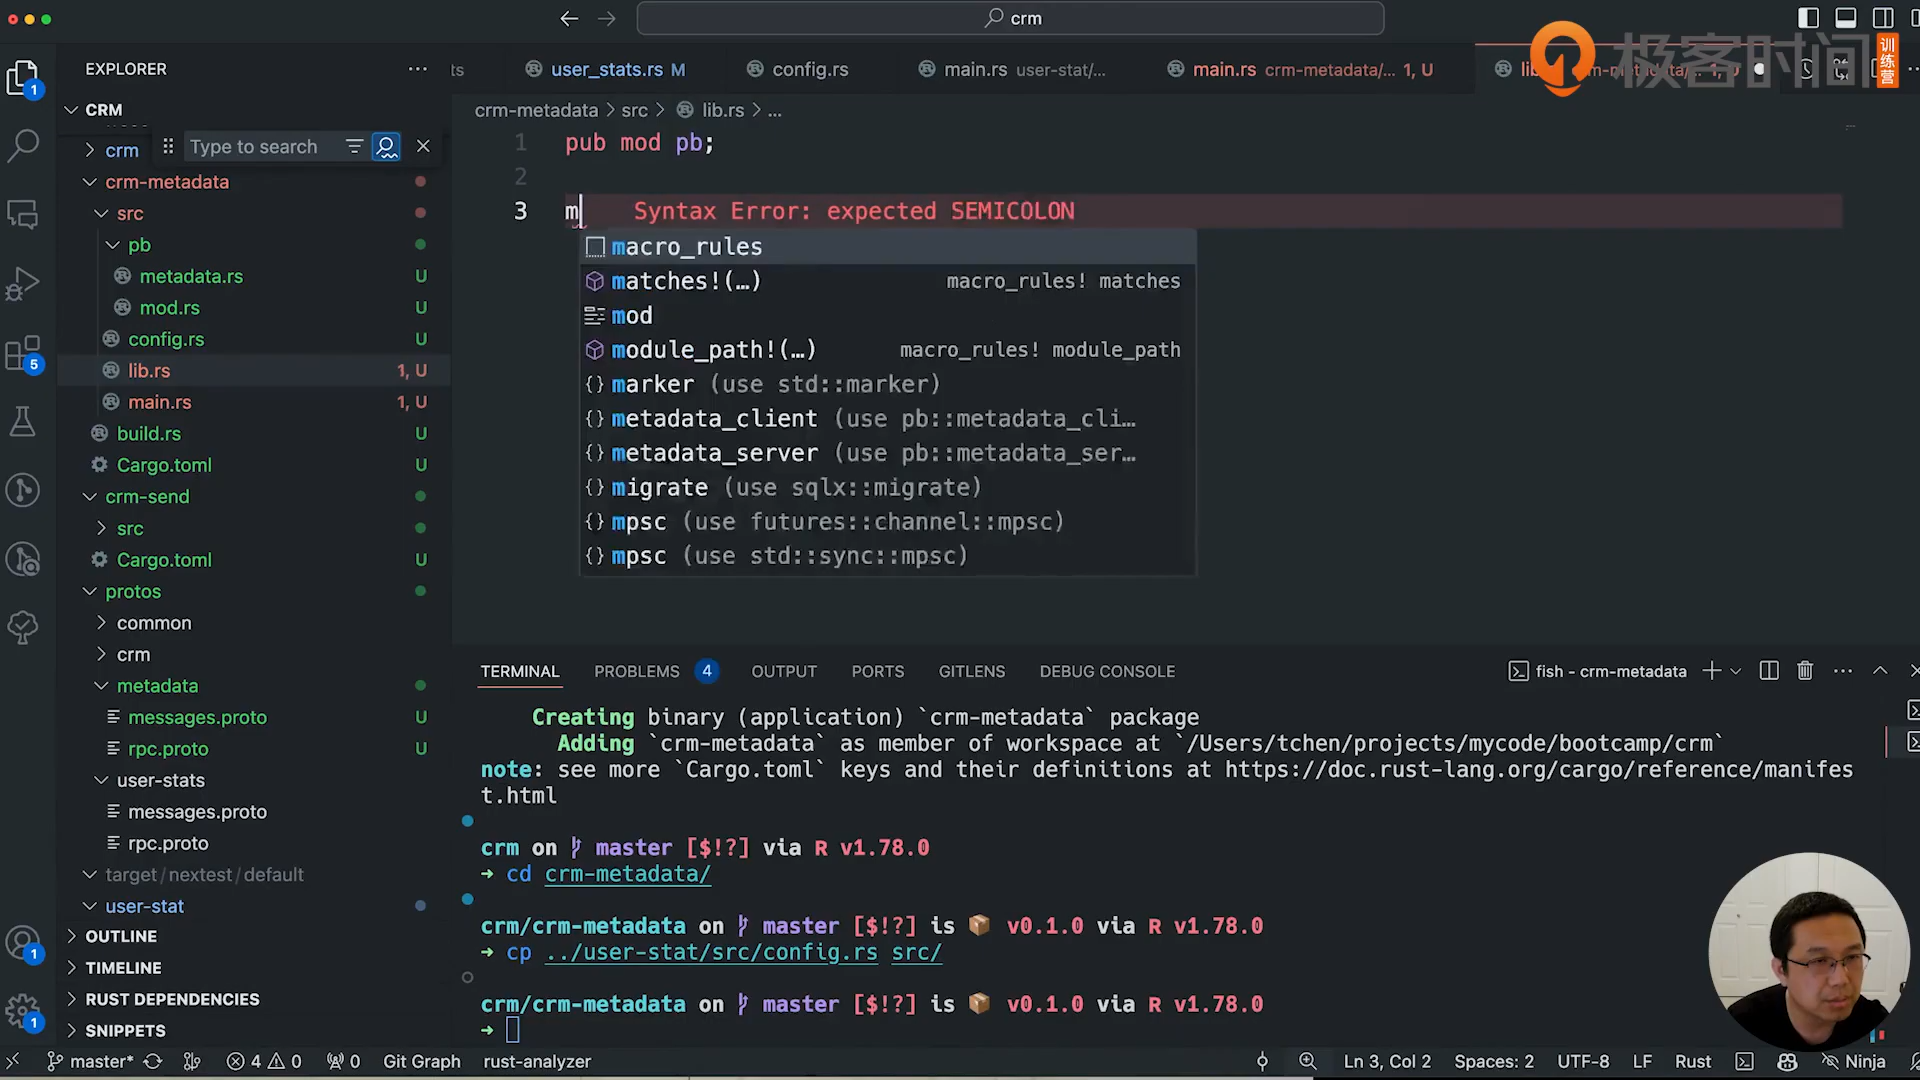 crm
极客时间
训练营
EXPLORER
ts
user_stats.rs M
config.rs
main.rs user-stat/...
main.rs crm-metadata/... 1, U
CRM
crm-metadata > src > lib.rs > ...
crm
Type to search
crm-metadata
src
pb
metadata.rs U
mod.rs U
config.rs U
lib.rs 1, U
main.rs 1, U
build.rs U
Cargo.toml U
crm-send
src
Cargo.toml U
protos
common
crm
metadata
messages.proto U
rpc.proto U
user-stats
messages.proto
rpc.proto
target / nextest / default
user-stat
OUTLINE
TIMELINE
RUST DEPENDENCIES
SNIPPETS
1
5
1
1
1 pub mod pb;
2
3 m Syntax Error: expected SEMICOLON
macro_rules
matches!(…) macro_rules! matches
mod
module_path!(…) macro_rules! module_path
marker (use std::marker)
metadata_client (use pb::metadata_cli…
metadata_server (use pb::metadata_ser…
migrate (use sqlx::migrate)
mpsc (use futures::channel::mpsc)
mpsc (use std::sync::mpsc)
TERMINAL PROBLEMS 4 OUTPUT PORTS GITLENS DEBUG CONSOLE
fish - crm-metadata
Creating binary (application) `crm-metadata` package
Adding `crm-metadata` as member of workspace at `/Users/tchen/projects/mycode/bootcamp/crm`
note: see more `Cargo.toml` keys and their definitions at https://doc.rust-lang.org/cargo/reference/manifes
t.html
crm on master [$!?] via R v1.78.0
➜ cd crm-metadata/
crm/crm-metadata on master [$!?] is 📦 v0.1.0 via R v1.78.0
➜ cp ../user-stat/src/config.rs src/
crm/crm-metadata on master [$!?] is 📦 v0.1.0 via R v1.78.0
➜
master* 4 0 0 Git Graph rust-analyzer
Ln 3, Col 2 Spaces: 2 UTF-8 LF Rust Ninja